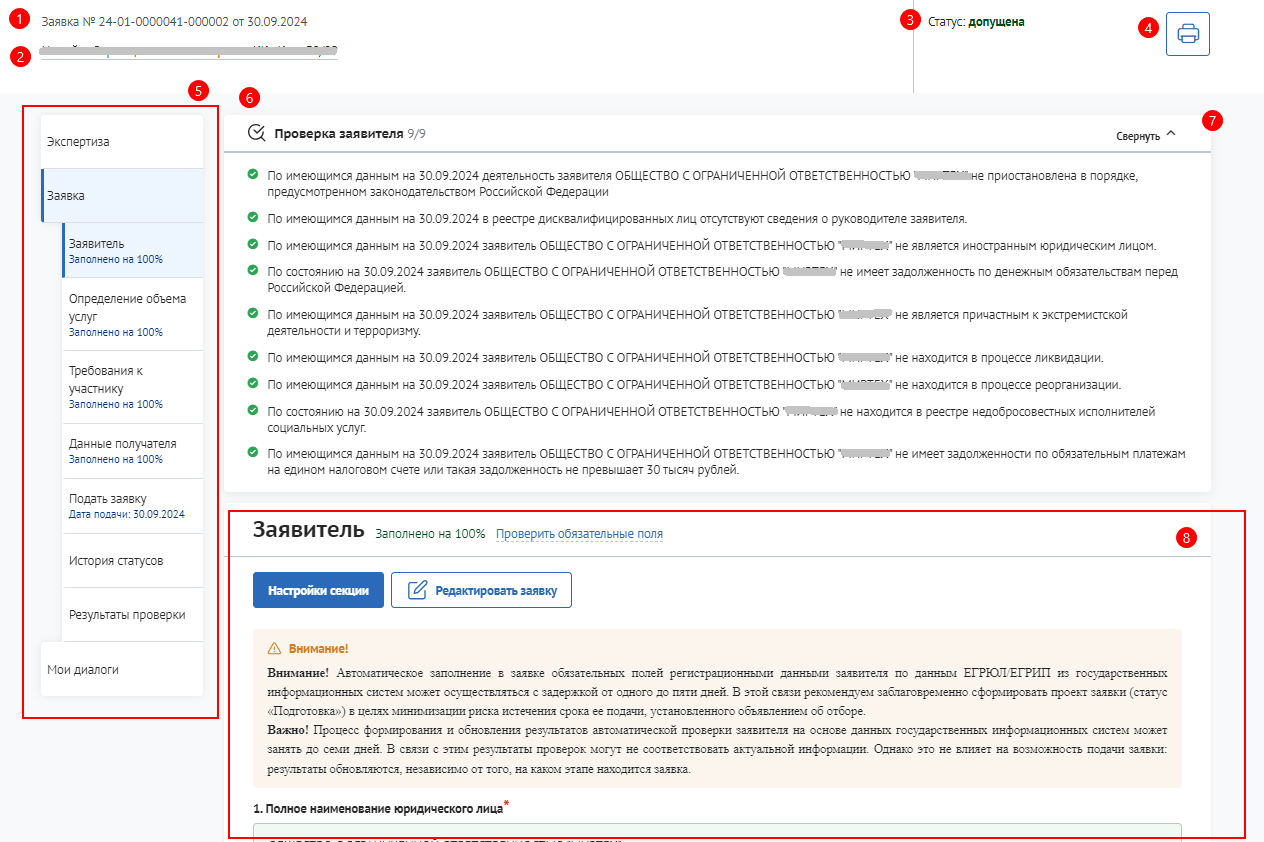 1 Заявка № 24-01-0000041-000002 от 30.09.2024
2
3 Статус: допущена
4
5
6
7
Экспертиза
Заявка
Заявитель
Заполнено на 100%
Определение объема
услуг
Заполнено на 100%
Требования к
участнику
Заполнено на 100%
Данные получателя
Заполнено на 100%
Подать заявку
Дата подачи: 30.09.2024
История статусов
Результаты проверки
Мои диалоги
Проверка заявителя 9/9
Свернуть
По имеющимся данным на 30.09.2024 деятельность заявителя ОБЩЕСТВО С ОГРАНИЧЕННОЙ ОТВЕТСТВЕННОСТЬЮ не приостановлена в порядке,
предусмотренном законодательством Российской Федерации
По имеющимся данным на 30.09.2024 в реестре дисквалифицированных лиц отсутствуют сведения о руководителе заявителя.
По имеющимся данным на 30.09.2024 заявитель ОБЩЕСТВО С ОГРАНИЧЕННОЙ ОТВЕТСТВЕННОСТЬЮ " " не является иностранным юридическим лицом.
По состоянию на 30.09.2024 заявитель ОБЩЕСТВО С ОГРАНИЧЕННОЙ ОТВЕТСТВЕННОСТЬЮ " " не имеет задолженность по денежным обязательствам перед
Российской Федерацией.
По имеющимся данным на 30.09.2024 заявитель ОБЩЕСТВО С ОГРАНИЧЕННОЙ ОТВЕТСТВЕННОСТЬЮ " " не является причастным к экстремистской
деятельности и терроризму.
По имеющимся данным на 30.09.2024 заявитель ОБЩЕСТВО С ОГРАНИЧЕННОЙ ОТВЕТСТВЕННОСТЬЮ " " не находится в процессе ликвидации.
По имеющимся данным на 30.09.2024 заявитель ОБЩЕСТВО С ОГРАНИЧЕННОЙ ОТВЕТСТВЕННОСТЬЮ " " не находится в процессе реорганизации.
По состоянию на 30.09.2024 заявитель ОБЩЕСТВО С ОГРАНИЧЕННОЙ ОТВЕТСТВЕННОСТЬЮ " " не находится в реестре недобросовестных исполнителей
социальных услуг.
По имеющимся данным на 30.09.2024 заявитель ОБЩЕСТВО С ОГРАНИЧЕННОЙ ОТВЕТСТВЕННОСТЬЮ " " не имеет задолженности по обязательным платежам
на едином налоговом счете или такая задолженность не превышает 30 тысяч рублей.
Заявитель Заполнено на 100% Проверить обязательные поля
8
Настройки секции Редактировать заявку
Внимание!
Внимание! Автоматическое заполнение в заявке обязательных полей регистрационными данными заявителя по данным ЕГРЮЛ/ЕГРИП из государственных
информационных систем может осуществляться с задержкой от одного до пяти дней. В этой связи рекомендуем заблаговременно сформировать проект заявки (статус
«Подготовка») в целях минимизации риска истечения срока ее подачи, установленного объявлением об отборе.
Важно! Процесс формирования и обновления результатов автоматической проверки заявителя на основе данных государственных информационных систем может
занять до семи дней. В связи с этим результаты проверок могут не соответствовать актуальной информации. Однако это не влияет на возможность подачи заявки:
результаты обновляются, независимо от того, на каком этапе находится заявка.
1. Полное наименование юридического лица*